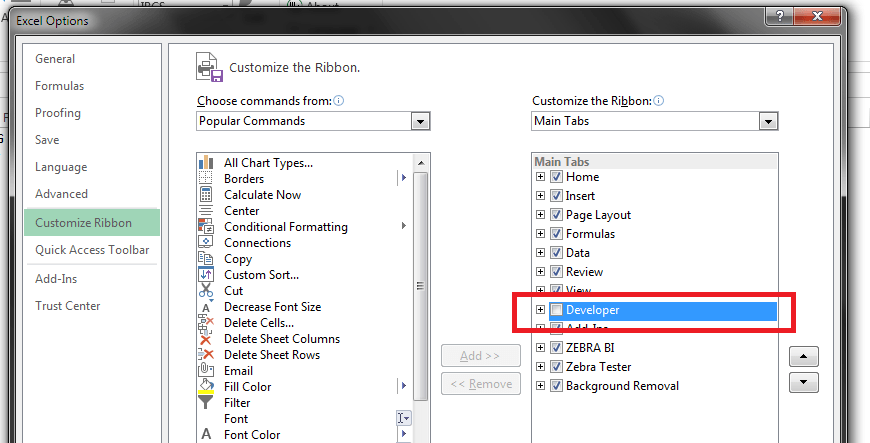 IBCS
About
Excel Options
?
General
Formulas
Proofing
Save
Language
Advanced
Customize Ribbon
Quick Access Toolbar
Add-Ins
Trust Center
Customize the Ribbon.
Choose commands from:
Popular Commands
All Chart Types...
Borders
Calculate Now
Center
Conditional Formatting
Connections
Copy
Custom Sort...
Cut
Decrease Font Size
Delete Cells...
Delete Sheet Columns
Delete Sheet Rows
Email
Fill Color
Filter
Font
Font Color
Add >>
<< Remove
Customize the Ribbon:
Main Tabs
Main Tabs
Home
Insert
Page Layout
Formulas
Data
Review
View
Developer
Add-Ins
ZEBRA BI
Zebra Tester
Background Removal